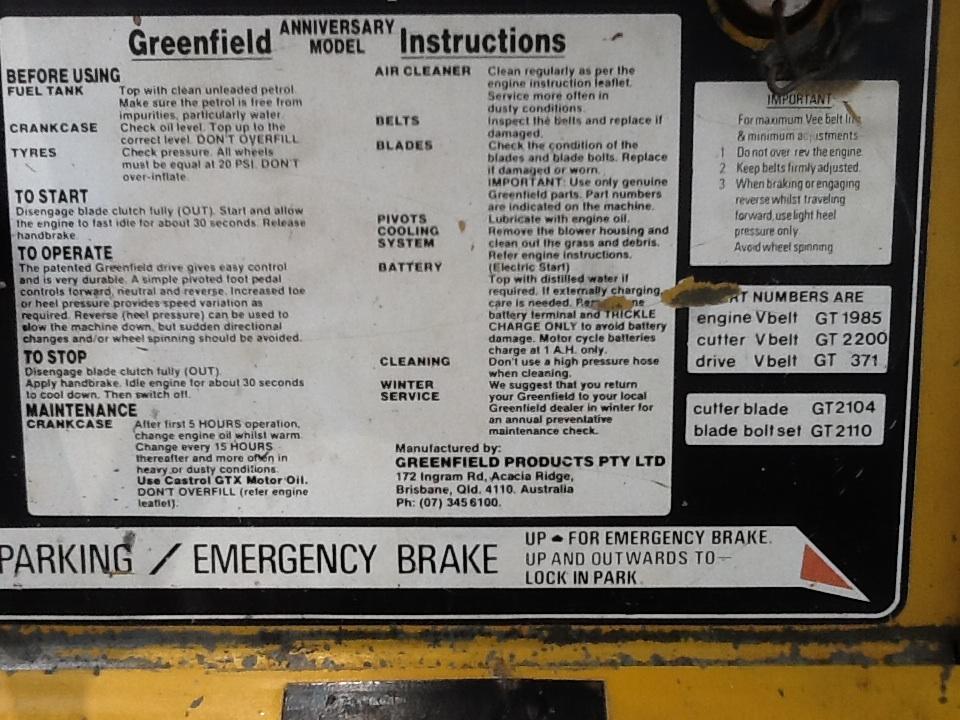 Greenfield ANNIVERSARY MODEL Instructions
BEFORE USING
FUEL TANK Top with clean unleaded petrol.
Make sure the petrol is free from
impurities, particularly water.
CRANKCASE Check oil level. Top up to the
correct level. DON'T OVERFILL
TYRES Check pressure. All wheels
must be equal at 20 PSI. DON'T
over-inflate.
TO START
Disengage blade clutch fully (OUT). Start and allow
the engine to fast idle for about 30 seconds. Release
handbrake.
TO OPERATE
The patented Greenfield drive gives easy control
and is very durable. A simple pivoted foot pedal
controls forward, neutral and reverse. Increased toe
or heel pressure provides speed variation as
required. Reverse (heel pressure) can be used to
slow the machine down, but sudden directional
changes and/or wheel spinning should be avoided.
TO STOP
Disengage blade clutch fully (OUT).
Apply handbrake. Idle engine for about 30 seconds
to cool down. Then switch off.
MAINTENANCE
CRANKCASE After first 5 HOURS operation,
change engine oil whilst warm.
Change every 15 HOURS
thereafter and more often in
heavy or dusty conditions.
Use Castrol GTX Motor Oil.
DON'T OVERFILL (refer engine
leaflet).
AIR CLEANER Clean regularly as per the
engine instruction leaflet.
Service more often in
dusty conditions.
BELTS Inspect the belts and replace if
damaged.
BLADES Check the condition of the
blades and blade bolts. Replace
if damaged or worn.
IMPORTANT: Use only genuine
Greenfield parts. Part numbers
are indicated on the machine.
PIVOTS Lubricate with engine oil.
COOLING Remove the blower housing and
SYSTEM clean out the grass and debris.
Refer engine instructions.
BATTERY (Electric Start)
Top with distilled water if
required. If externally charging,
care is needed.
battery terminal and TRICKLE
CHARGE ONLY to avoid battery
damage. Motor cycle batteries
charge at 1 A.H. only.
CLEANING Don't use a high pressure hose
when cleaning.
WINTER We suggest that you return
SERVICE your Greenfield to your local
Greenfield dealer in winter for
an annual preventative
maintenance check.
Manufactured by:
GREENFIELD PRODUCTS PTY LTD
172 Ingram Rd, Acacia Ridge,
Brisbane, Qld. 4110. Australia
Ph: (07) 345 6100.
IMPORTANT
For maximum Vee belt life
& minimum adjustments
1 Do not over rev the engine.
2 Keep belts firmly adjusted.
3 When braking or engaging
reverse whilst traveling
forward, use light heel
pressure only.
Avoid wheel spinning
NUMBERS ARE
engine Vbelt GT 1985
cutter Vbelt GT 2200
drive Vbelt GT 371
cutter blade GT2104
blade bolt set GT2110
PARKING / EMERGENCY BRAKE
UP FOR EMERGENCY BRAKE.
UP AND OUTWARDS TO
LOCK IN PARK.